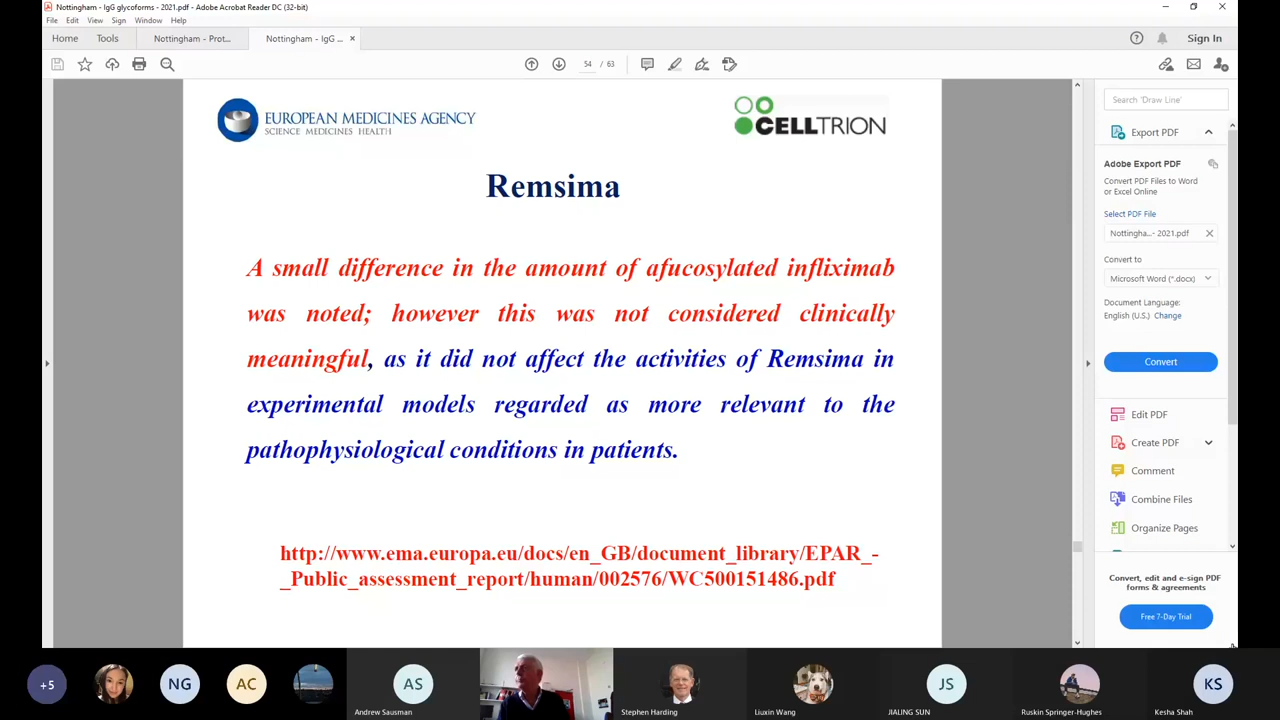 Nottingham - IgG glycoforms - 2021.pdf - Adobe Acrobat Reader DC (32-bit)
File Edit View Sign Window Help
Home Tools Nottingham - Prot... Nottingham - IgG ... × Sign In
54 / 63
EUROPEAN MEDICINES AGENCY
SCIENCE MEDICINES HEALTH
CELLTRION
Remsima
A small difference in the amount of afucosylated infliximab
was noted; however this was not considered clinically
meaningful, as it did not affect the activities of Remsima in
experimental models regarded as more relevant to the
pathophysiological conditions in patients.
http://www.ema.europa.eu/docs/en_GB/document_library/EPAR_-
_Public_assessment_report/human/002576/WC500151486.pdf
Search 'Draw Line'
Export PDF
Adobe Export PDF
Convert PDF Files to Word
or Excel Online
Select PDF File
Nottingha...- 2021.pdf
Convert to
Microsoft Word (*.docx)
Document Language:
English (U.S.) Change
Convert
Edit PDF
Create PDF
Comment
Combine Files
Organize Pages
Convert, edit and e-sign PDF
forms & agreements
Free 7-Day Trial
+5 NG AC AS JS KS
Andrew Sausman Stephen Harding Liuxin Wang JIALING SUN Ruskin Springer-Hughes Kesha Shah